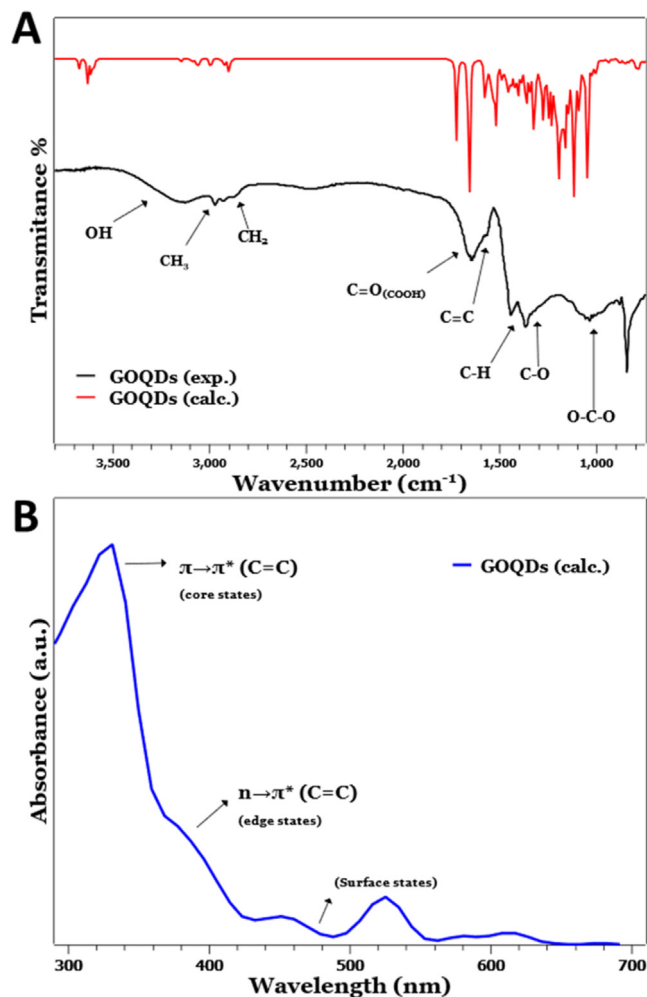 A
Transmitance %
OH
CH₃
CH₂
C=O(COOH)
C=C
C-H
C-O
O-C-O
GOQDs (exp.)
GOQDs (calc.)
3,500 3,000 2,500 2,000 1,500 1,000
Wavenumber (cm⁻¹)
B
Absorbance (a.u.)
π→π* (C=C)
(core states)
GOQDs (calc.)
n→π* (C=C)
(edge states)
(Surface states)
300 400 500 600 700
Wavelength (nm)